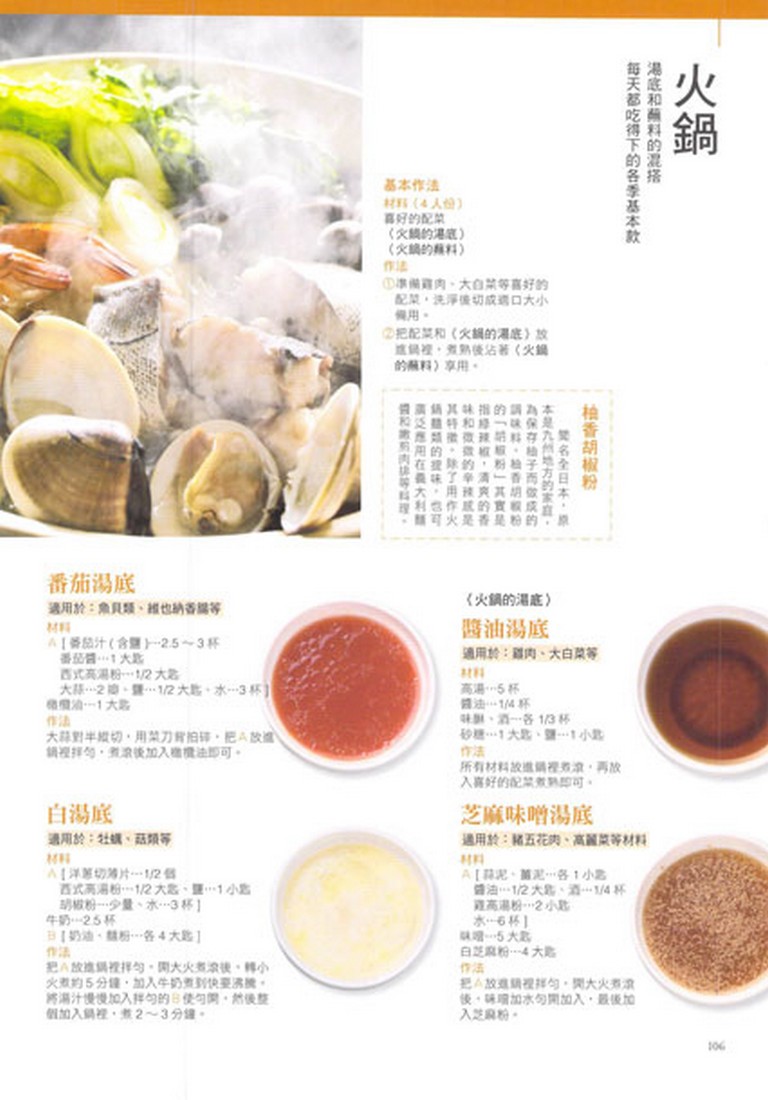 火鍋
湯底和蘸料的混搭
每天都吃得下的各季基本款
基本作法
材料（4人份）
喜好的配菜
〈火鍋的湯底〉
〈火鍋的蘸料〉
作法
①準備雞肉、大白菜等喜好的
配菜，洗淨後切成適口大小
備用。
②把配菜和〈火鍋的湯底〉放
進鍋裡，煮熟後沾著〈火鍋
的蘸料〉享用。
柚香胡椒粉
聞名全日本，原
本是九州地方的家庭，
為保存柚子而做成的
調味料。柚香胡椒粉
的「胡椒粉」其實是
指綠辣椒，清爽的香
味和微微的辛辣感是
其特徵。除了用作火
鍋麵類的提味，也可
廣泛應用在義大利麵
醬和嫩煎肉排等料理。
〈火鍋的湯底〉
醬油湯底
適用於：雞肉、大白菜等
材料
高湯…5 杯
醬油…1/4 杯
味醂、酒…各 1/3 杯
砂糖…1 大匙、鹽…1 小匙
作法
所有材料放進鍋裡煮滾，再放
入喜好的配菜煮熟即可。
芝麻味噌湯底
適用於：豬五花肉、高麗菜等材料
材料
A [ 蒜泥、薑泥…各 1 小匙
醬油…1/2 大匙、酒…1/4 杯
雞高湯粉…2 小匙
水…6 杯 ]
味噌…5 大匙
白芝麻粉…4 大匙
作法
把 A 放進鍋裡拌勻，開大火煮滾
後，味噌加水勻開加入，最後加
入芝麻粉。
番茄湯底
適用於：魚貝類、維也納香腸等
材料
A [ 番茄汁 ( 含鹽 )…2.5 ～ 3 杯
番茄醬…1 大匙
西式高湯粉…1/2 大匙
大蒜…2 瓣、鹽…1/2 大匙、水…3 杯 ]
橄欖油…1 大匙
作法
大蒜對半縱切，用菜刀背拍碎，把 A 放進
鍋裡拌勻，煮滾後加入橄欖油即可。
白湯底
適用於：牡蠣、菇類等
材料
A [ 洋蔥切薄片…1/2 個
西式高湯粉…1/2 大匙、鹽…1 小匙
胡椒粉…少量、水…3 杯 ]
牛奶…2.5 杯
B [ 奶油、麵粉…各 4 大匙 ]
作法
把 A 放進鍋裡拌勻，開大火煮滾後，轉小
火煮約 5 分鐘，加入牛奶煮到快要沸騰。
將湯汁慢慢加入拌勻的 B 使勻開，然後整
個加入鍋裡，煮 2 ～ 3 分鐘。
106